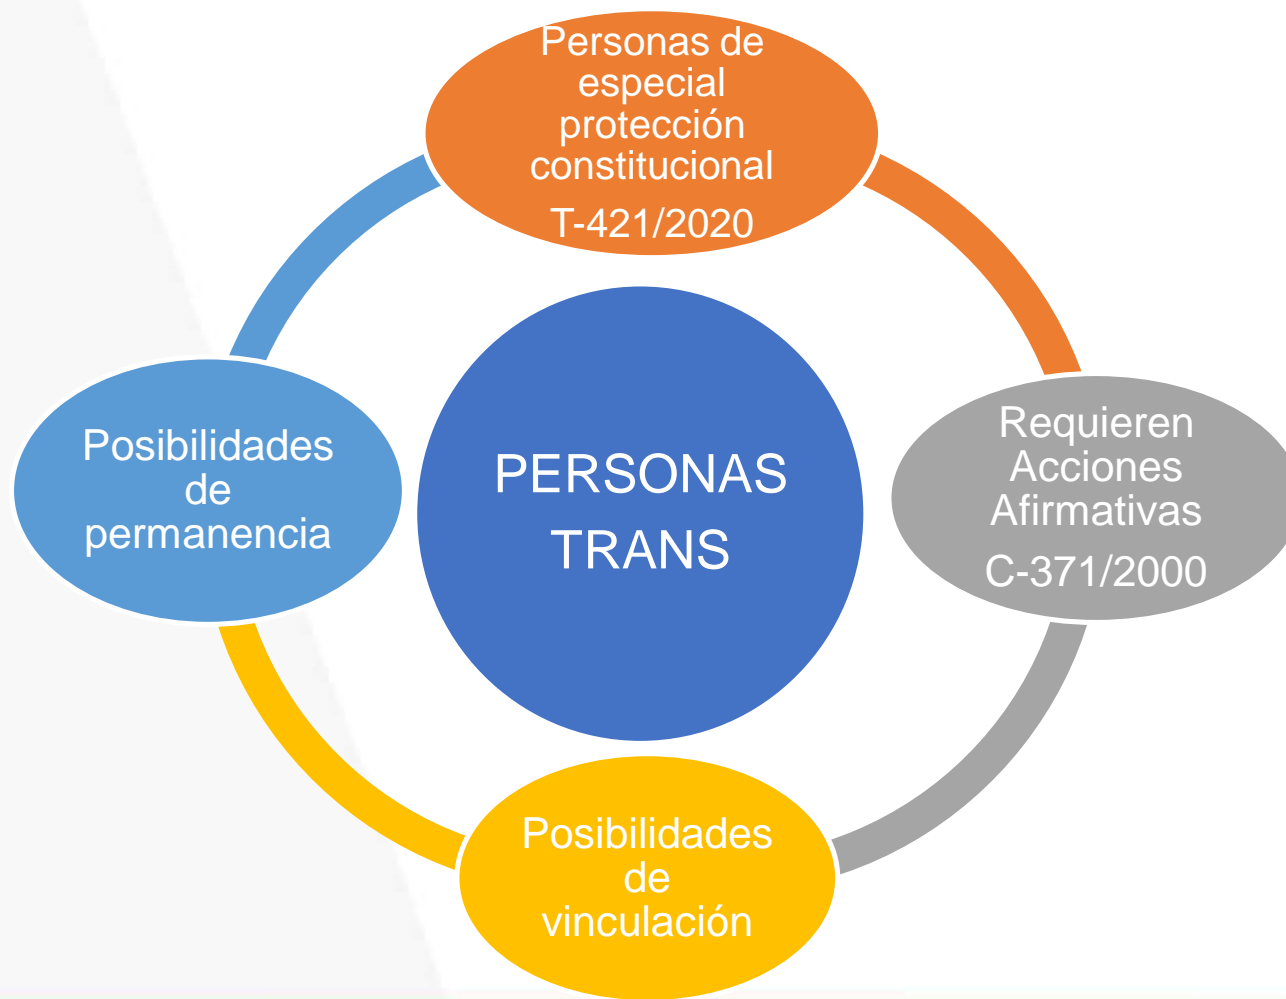 Personas de
especial
protección
constitucional
T-421/2020
Requieren
Acciones
Afirmativas
C-371/2000
Posibilidades
de
vinculación
Posibilidades
de
permanencia
PERSONAS
TRANS